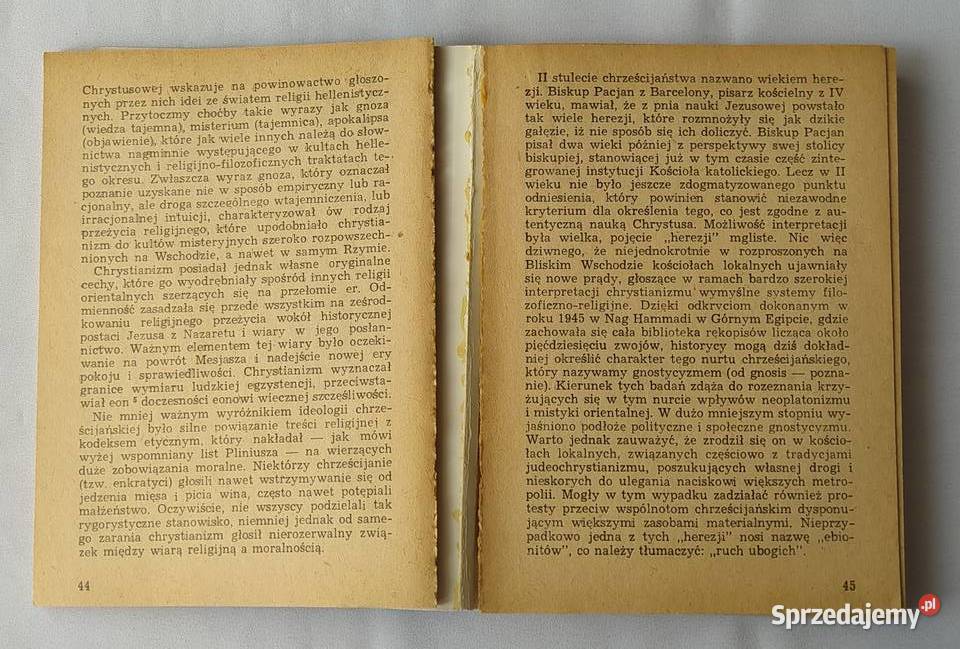 Chrystusowej wskazuje na powinowactwo głoszo-
nych przez nich idei ze światem religii hellenistycz-
nych. Przytoczmy choćby takie wyrazy jak gnoza
(wiedza tajemna), misterium (tajemnica), apokalipsa
(objawienie), które jak wiele innych należą do słow-
nictwa nagminnie występującego w kultach helle-
nistycznych i religijno-filozoficznych traktatach te-
go okresu. Zwłaszcza wyraz gnoza, który oznaczał
poznanie uzyskane nie w sposób empiryczny lub ra-
cjonalny, ale droga szczególnego wtajemniczenia, lub
irracjonalnej intuicji, charakteryzował ów rodzaj
przeżycia religijnego, które upodobniało chrystia-
nizm do kultów misteryjnych szeroko rozpowszech-
nionych na Wschodzie, a nawet w samym Rzymie.
Chrystianizm posiadał jednak własne oryginalne
cechy, które go wyodrębniały spośród innych religii
orientalnych szerzących się na przełomie er. Od-
mienność zasadzała się przede wszystkim na ześrod-
kowaniu religijnego przeżycia wokół historycznej
postaci Jezusa z Nazaretu i wiary w jego posłan-
nictwo. Ważnym elementem tej wiary było oczeki-
wanie na powrót Mesjasza i nadejście nowej ery
pokoju i sprawiedliwości. Chrystianizm wyznaczał
granice wymiaru ludzkiej egzystencji, przeciwsta-
wiał eon ⁵ doczesności eonowi wiecznej szczęśliwości.
Nie mniej ważnym wyróżnikiem ideologii chrze-
ścijańskiej było silne powiązanie treści religijnej z
kodeksem etycznym, który nakładał — jak mówi
wyżej wspomniany list Pliniusza — na wierzących
duże zobowiązania moralne. Niektórzy chrześcijanie
(tzw. enkratyci) głosili nawet wstrzymywanie się od
jedzenia mięsa i picia wina, często nawet potępiali
małżeństwo. Oczywiście, nie wszyscy podzielali tak
rygorystyczne stanowisko, niemniej jednak od same-
go zarania chrystianizm głosił nierozerwalny zwią-
zek między wiarą religijną a moralnością.
44
II stulecie chrześcijaństwa nazwano wiekiem here-
zji. Biskup Pacjan z Barcelony, pisarz kościelny z IV
wieku, mawiał, że z pnia nauki Jezusowej powstało
tak wiele herezji, które rozmnożyły się jak dzikie
gałęzie, iż nie sposób się ich doliczyć. Biskup Pacjan
pisał dwa wieki później z perspektywy swej stolicy
biskupiej, stanowiącej już w tym czasie część zinte-
growanej instytucji Kościoła katolickiego. Lecz w II
wieku nie było jeszcze zdogmatyzowanego punktu
odniesienia, który powinien stanowić niezawodne
kryterium dla określenia tego, co jest zgodne z au-
tentyczną nauką Chrystusa. Możliwość interpretacji
była wielka, pojęcie „herezji” mgliste. Nic więc
dziwnego, że niejednokrotnie w rozproszonych na
Bliskim Wschodzie kościołach lokalnych ujawniały
się nowe prądy, głoszące w ramach bardzo szerokiej
interpretacji chrystianizmu wymyślne systemy filo-
zoficzno-religijne. Dzięki odkryciom dokonanym w
roku 1945 w Nag Hammadi w Górnym Egipcie, gdzie
zachowała się cała biblioteka rękopisów licząca około
pięćdziesięciu zwojów, historycy mogą dziś dokład-
niej określić charakter tego nurtu chrześcijańskiego,
który nazywamy gnostycyzmem (od gnosis — pozna-
nie). Kierunek tych badań zdąża do rozeznania krzy-
żujących się w tym nurcie wpływów neoplatonizmu
i mistyki orientalnej. W dużo mniejszym stopniu wy-
jaśniono podłoże polityczne i społeczne gnostycyzmu.
Warto jednak zauważyć, że zrodził się on w kościo-
łach lokalnych, związanych częściowo z tradycjami
judeochrystianizmu, poszukujących własnej drogi i
nieskorych do ulegania naciskowi większych metro-
polii. Mogły w tym wypadku zadziałać również pro-
testy przeciw wspólnotom chrześcijańskim dysponu-
jącym większymi zasobami materialnymi. Nieprzy-
padkowo jedna z tych „herezji” nosi nazwę „ebio-
nitów”, co należy tłumaczyć: „ruch ubogich”.
45
Sprzedajemy.pl